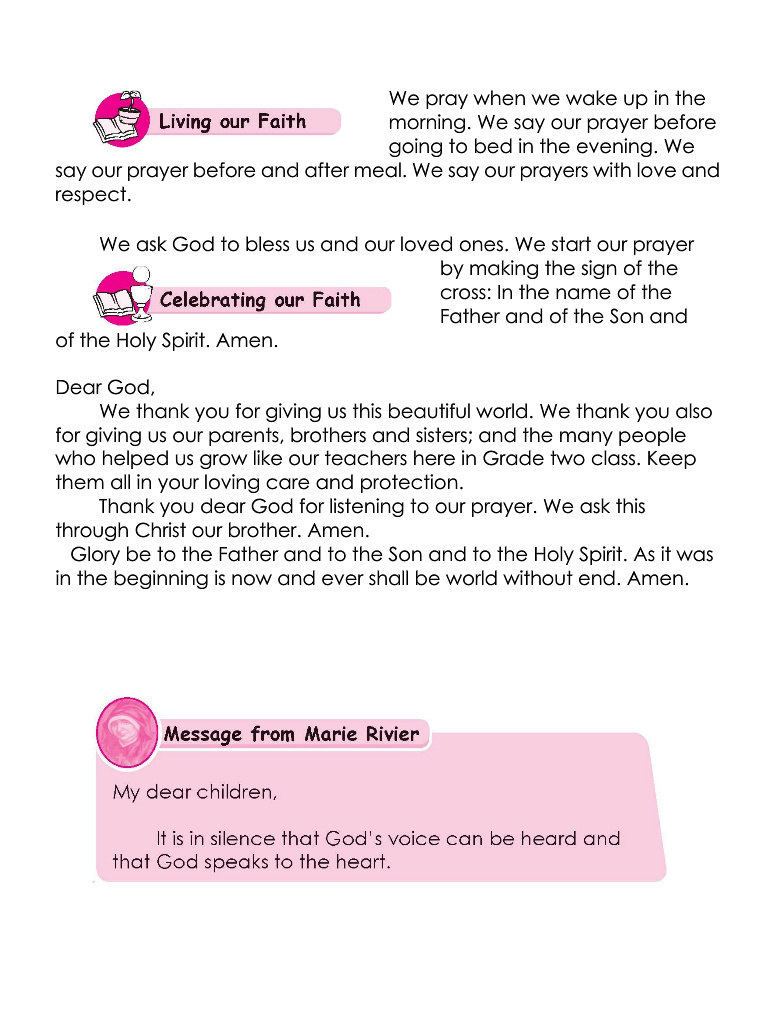 Living our Faith
We pray when we wake up in the
morning. We say our prayer before
going to bed in the evening. We
say our prayer before and after meal. We say our prayers with love and
respect.
We ask God to bless us and our loved ones. We start our prayer
Celebrating our Faith
by making the sign of the
cross: In the name of the
Father and of the Son and
of the Holy Spirit. Amen.
Dear God,
We thank you for giving us this beautiful world. We thank you also
for giving us our parents, brothers and sisters; and the many people
who helped us grow like our teachers here in Grade two class. Keep
them all in your loving care and protection.
Thank you dear God for listening to our prayer. We ask this
through Christ our brother. Amen.
Glory be to the Father and to the Son and to the Holy Spirit. As it was
in the beginning is now and ever shall be world without end. Amen.
Message from Marie Rivier
My dear children,
It is in silence that God's voice can be heard and
that God speaks to the heart.